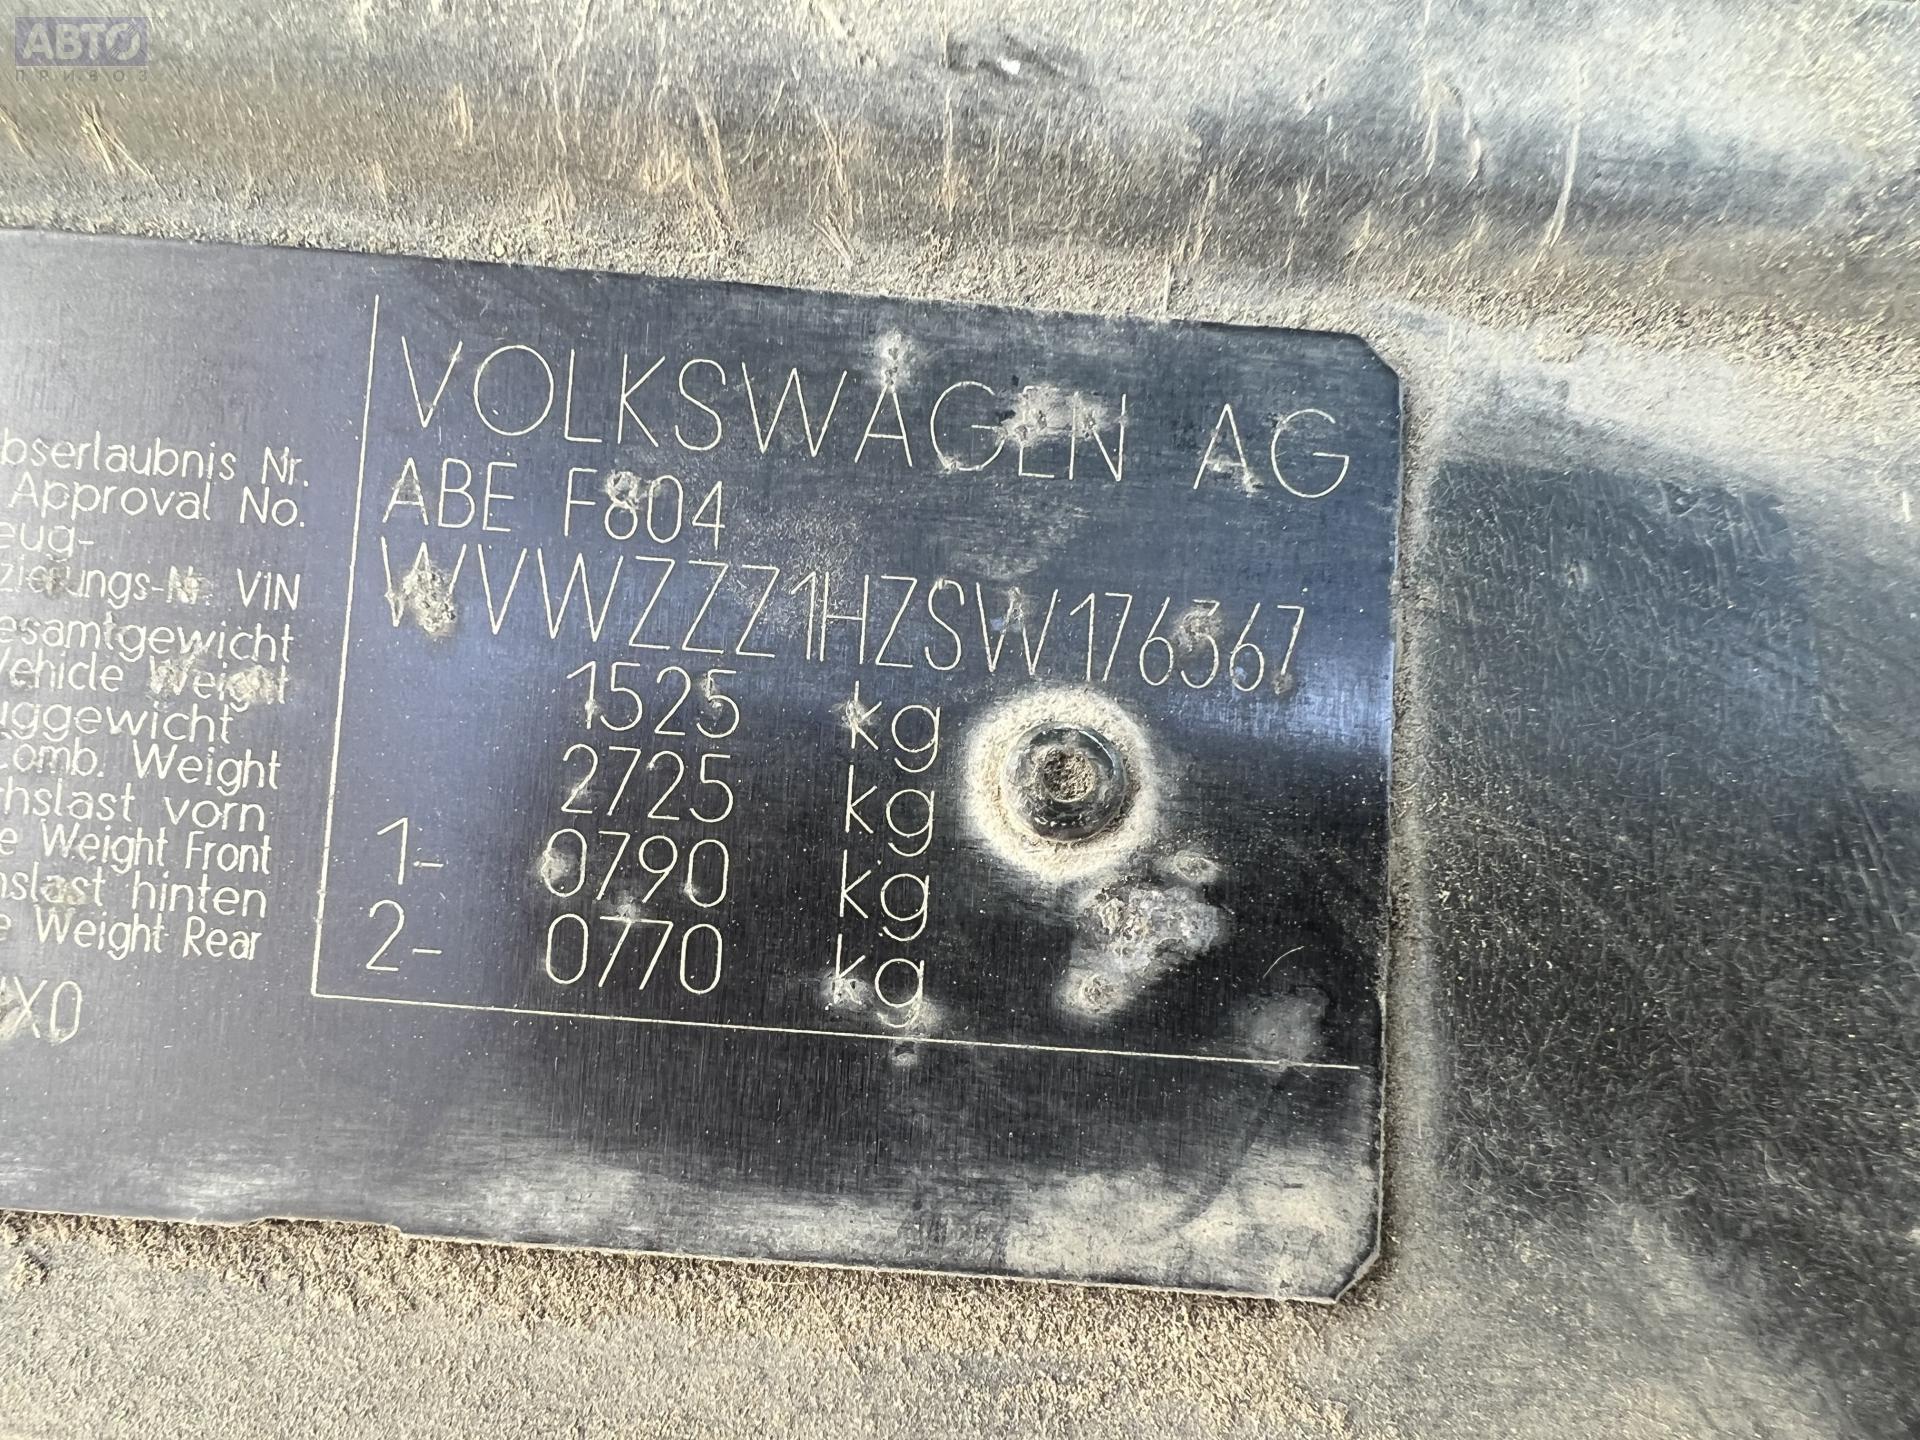 АВТО
ПРИВОЗ
VOLKSWAGEN AG
bserlaubnis Nr.
Approval No.
ABE F804
eug-
zierungs-Nr. VIN
WVWZZZ1HZSW176367
esamtgewicht
Vehicle Weight
1525 kg
uggewicht
Comb. Weight
2725 kg
chslast vorn
e Weight Front
1- 0790 kg
hslast hinten
e Weight Rear
2- 0770 kg
X0